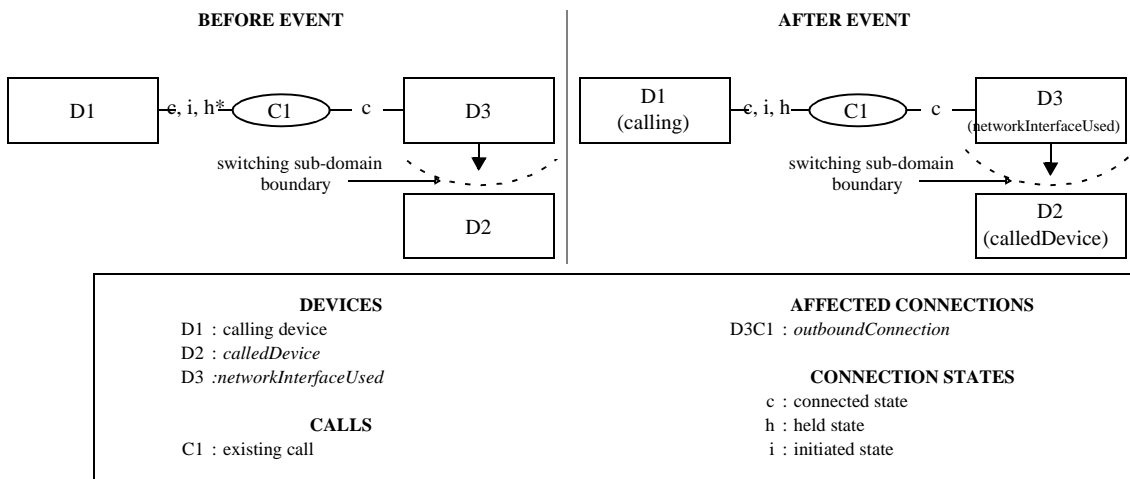 BEFORE EVENT
AFTER EVENT
D1
c, i, h*
C1
c
D3
switching sub-domain
boundary
D2
D1
(calling)
c, i, h
C1
c
D3
(networkInterfaceUsed)
switching sub-domain
boundary
D2
(calledDevice)
DEVICES
D1 : calling device
D2 : calledDevice
D3 :networkInterfaceUsed
CALLS
C1 : existing call
AFFECTED CONNECTIONS
D3C1 : outboundConnection
CONNECTION STATES
c : connected state
h : held state
i : initiated state